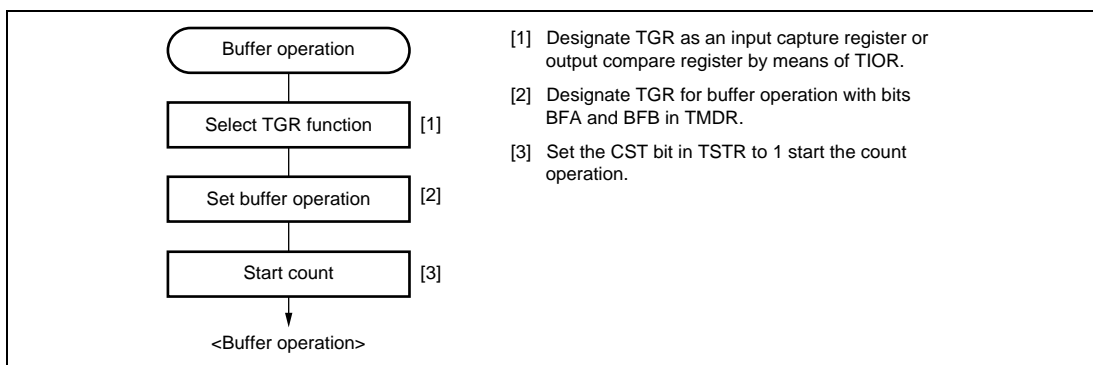 Buffer operation
Select TGR function
[1]
Set buffer operation
[2]
Start count
[3]
<Buffer operation>
[1] Designate TGR as an input capture register or
output compare register by means of TIOR.
[2] Designate TGR for buffer operation with bits
BFA and BFB in TMDR.
[3] Set the CST bit in TSTR to 1 start the count
operation.